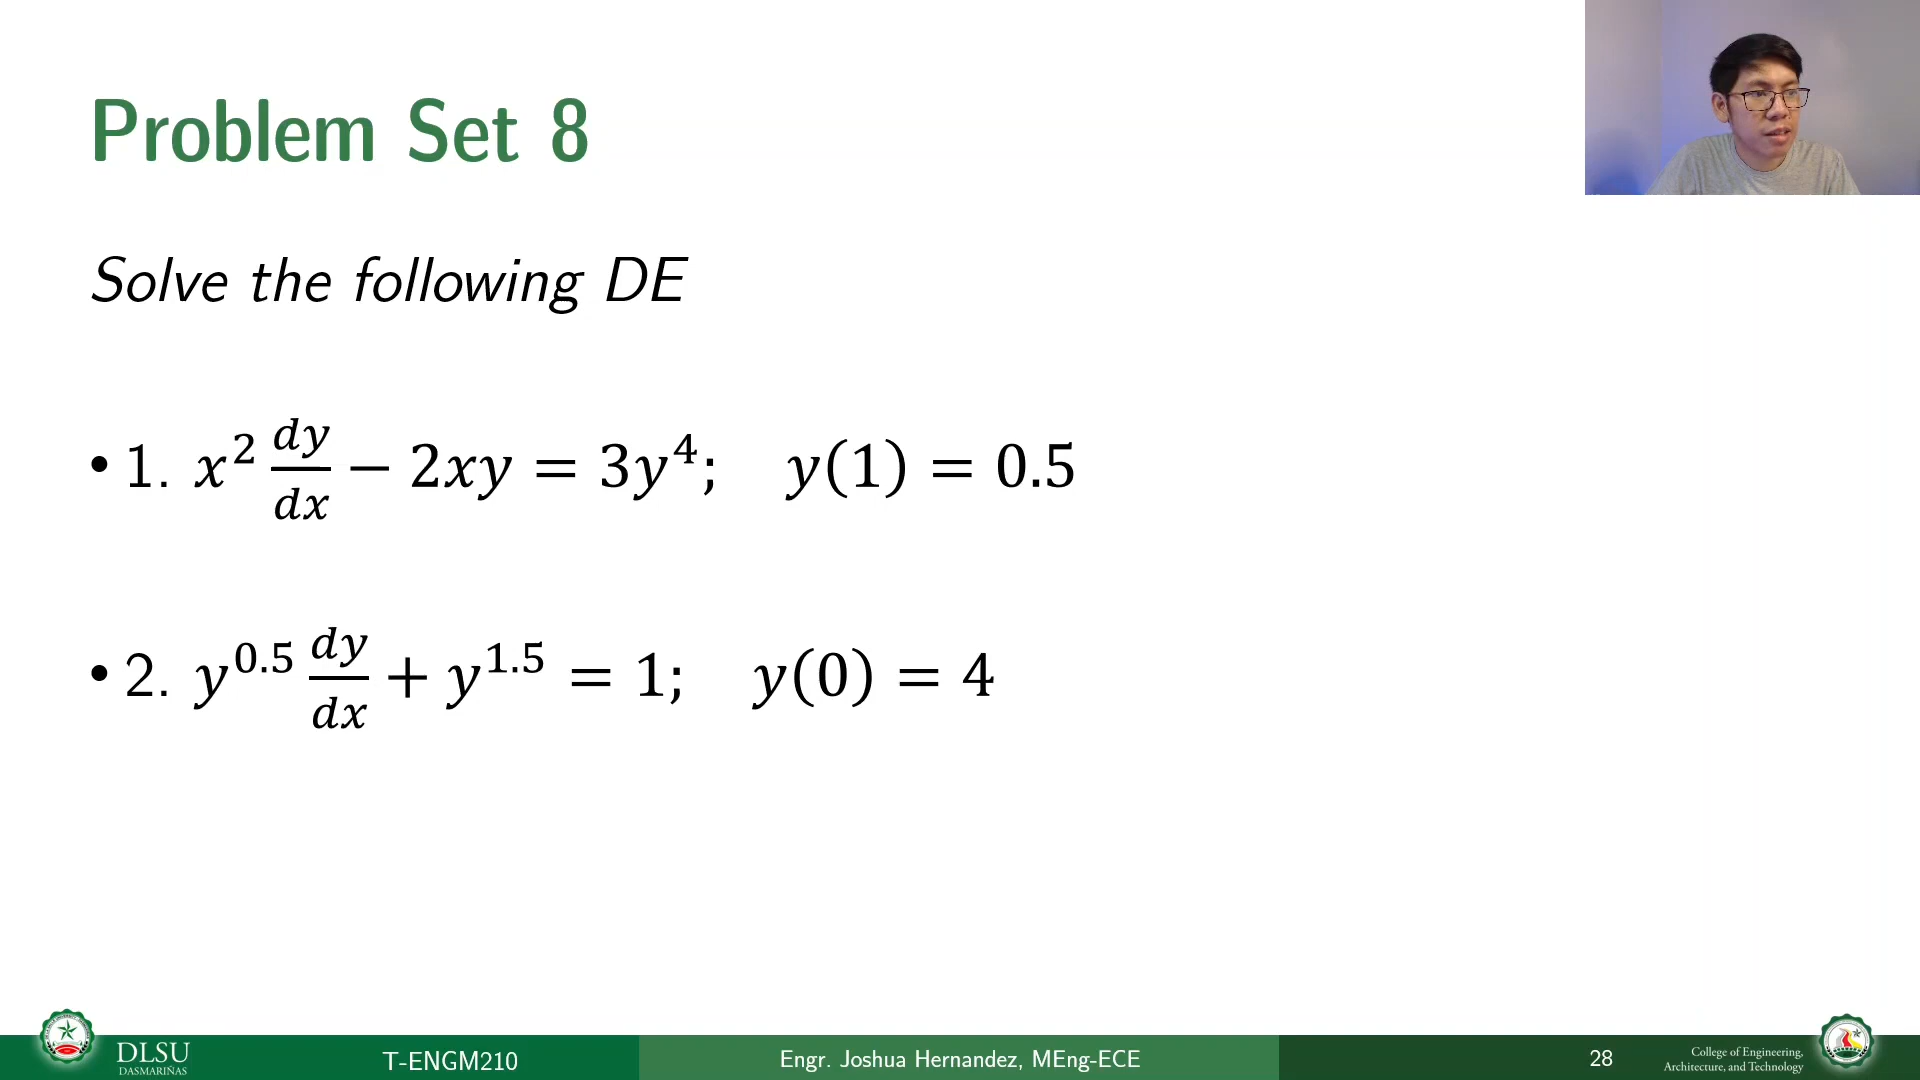 Problem Set 8
Solve the following DE
• 1. x² dy/dx − 2xy = 3y⁴; y(1) = 0.5
• 2. y^0.5 dy/dx + y^1.5 = 1; y(0) = 4
DLSU
DASMARIÑAS
T-ENGM210
Engr. Joshua Hernandez, MEng-ECE
28
College of Engineering,
Architecture, and Technology